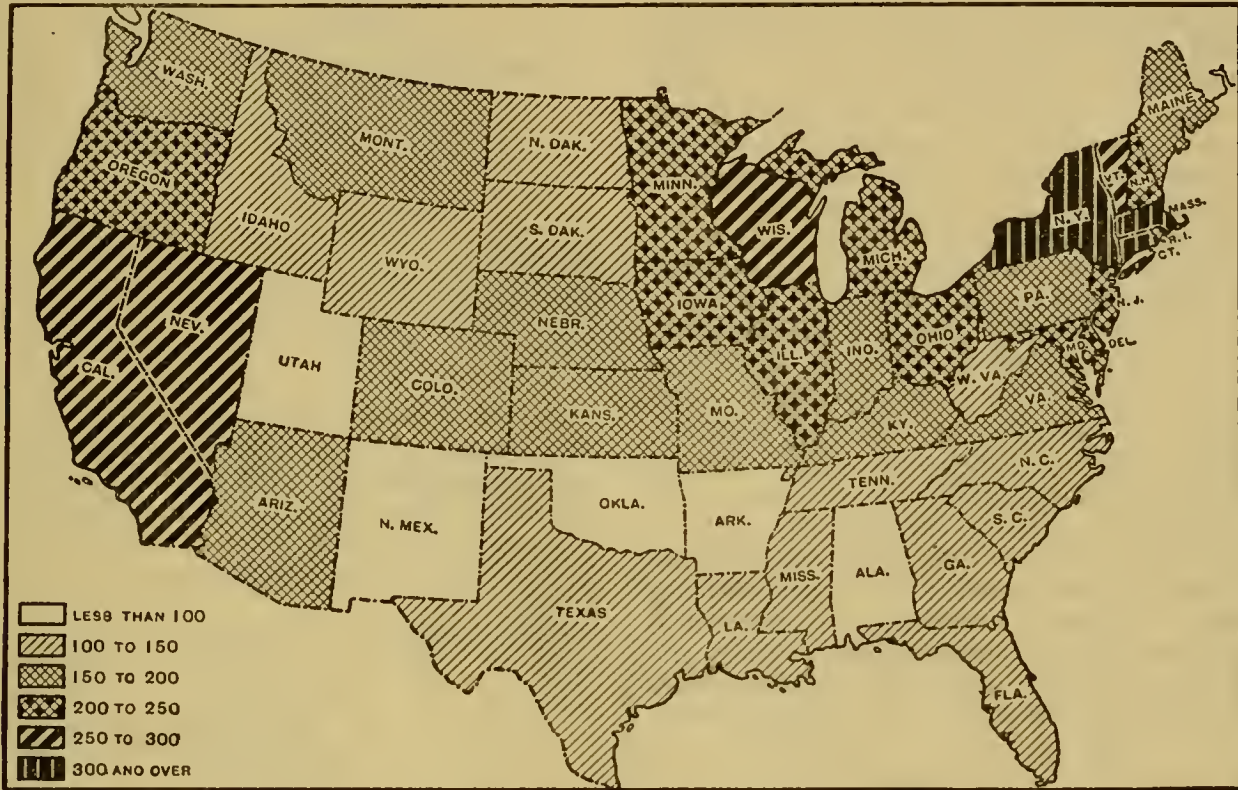 WASH.
MONT.
N. DAK.
MINN.
MAINE
OREGON
IDAHO
S. DAK.
WIS.
MICH.
VT.
N.H.
N.Y.
MASS.
R.I.
CT.
WYO.
NEV.
CAL.
UTAH
NEBR.
IOWA
ILL.
IND.
OHIO
PA.
N.J.
MD.
DEL.
COLO.
KANS.
MO.
KY.
W. VA.
VA.
ARIZ.
N. MEX.
OKLA.
ARK.
TENN.
N.C.
S.C.
TEXAS
LA.
MISS.
ALA.
GA.
FLA.
LESS THAN 100
100 TO 150
150 TO 200
200 TO 250
250 TO 300
300 AND OVER